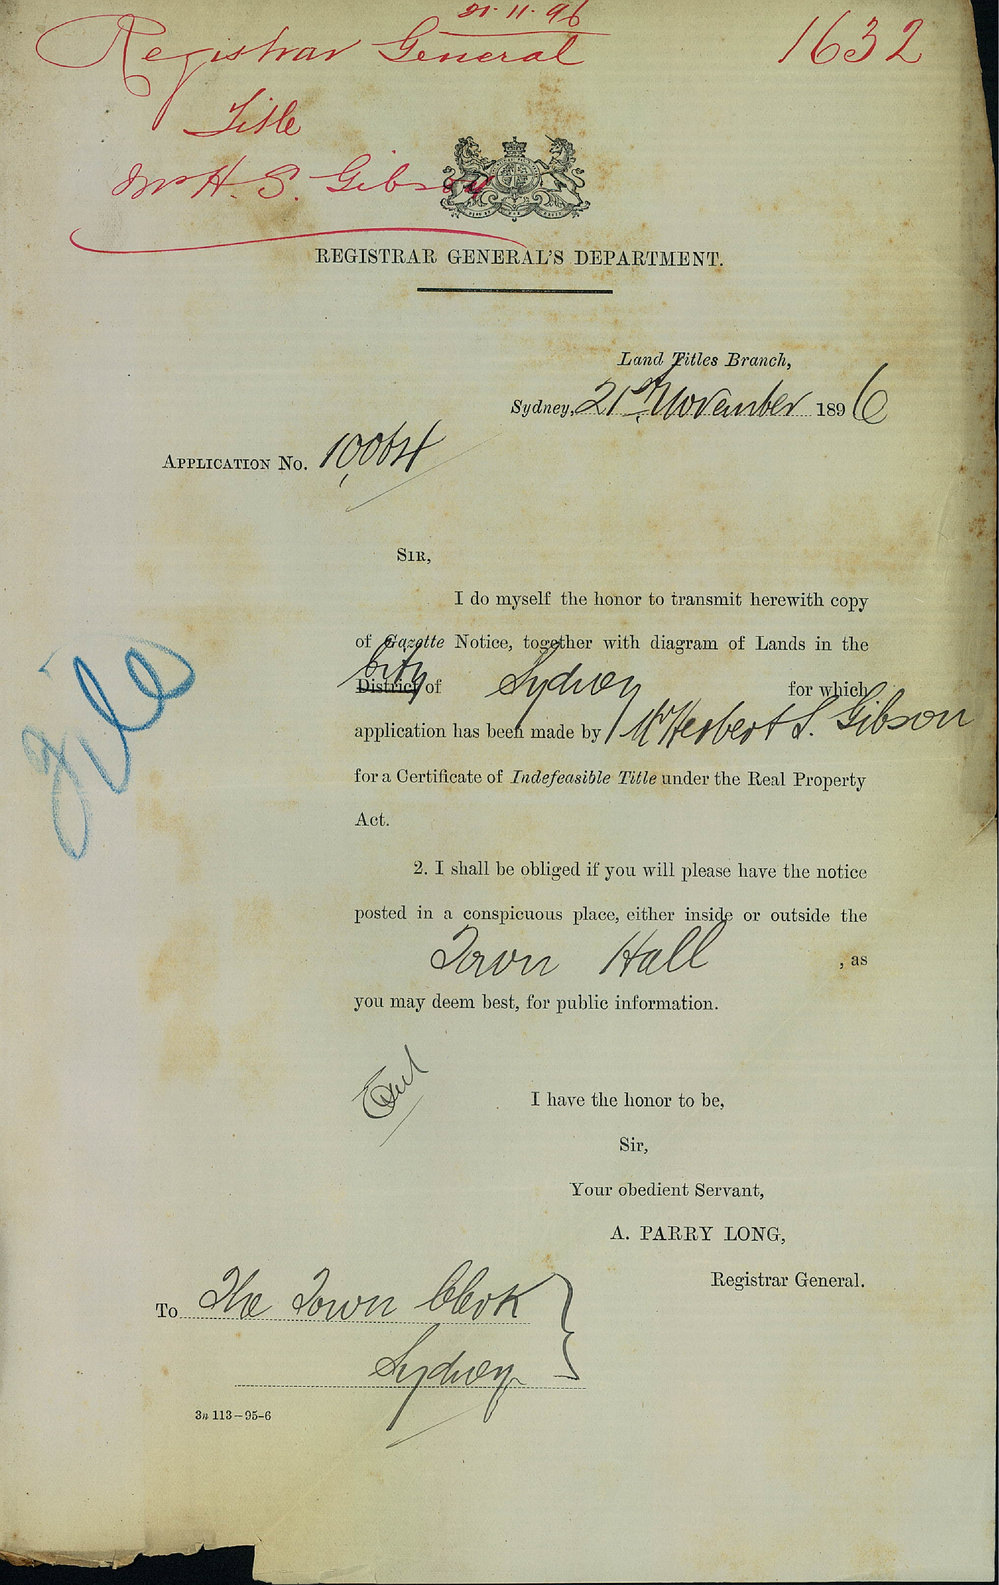 21.11.96
Registrar General
1632
Title
Mr H. S. Gibson
REGISTRAR GENERAL'S DEPARTMENT.
Land Titles Branch,
Sydney, 21st November 1896
APPLICATION No. 10064
SIR,
I do myself the honor to transmit herewith copy
of Gazette Notice, together with diagram of Lands in the
City
District of Sydney for which
application has been made by Mr Herbert S. Gibson
for a Certificate of Indefeasible Title under the Real Property
Act.
File
2. I shall be obliged if you will please have the notice
posted in a conspicuous place, either inside or outside the
Town Hall , as
you may deem best, for public information.
I have the honor to be,
Sir,
Your obedient Servant,
A. PARRY LONG,
Registrar General.
To The Town Clerk
Sydney
3n 113–95-6